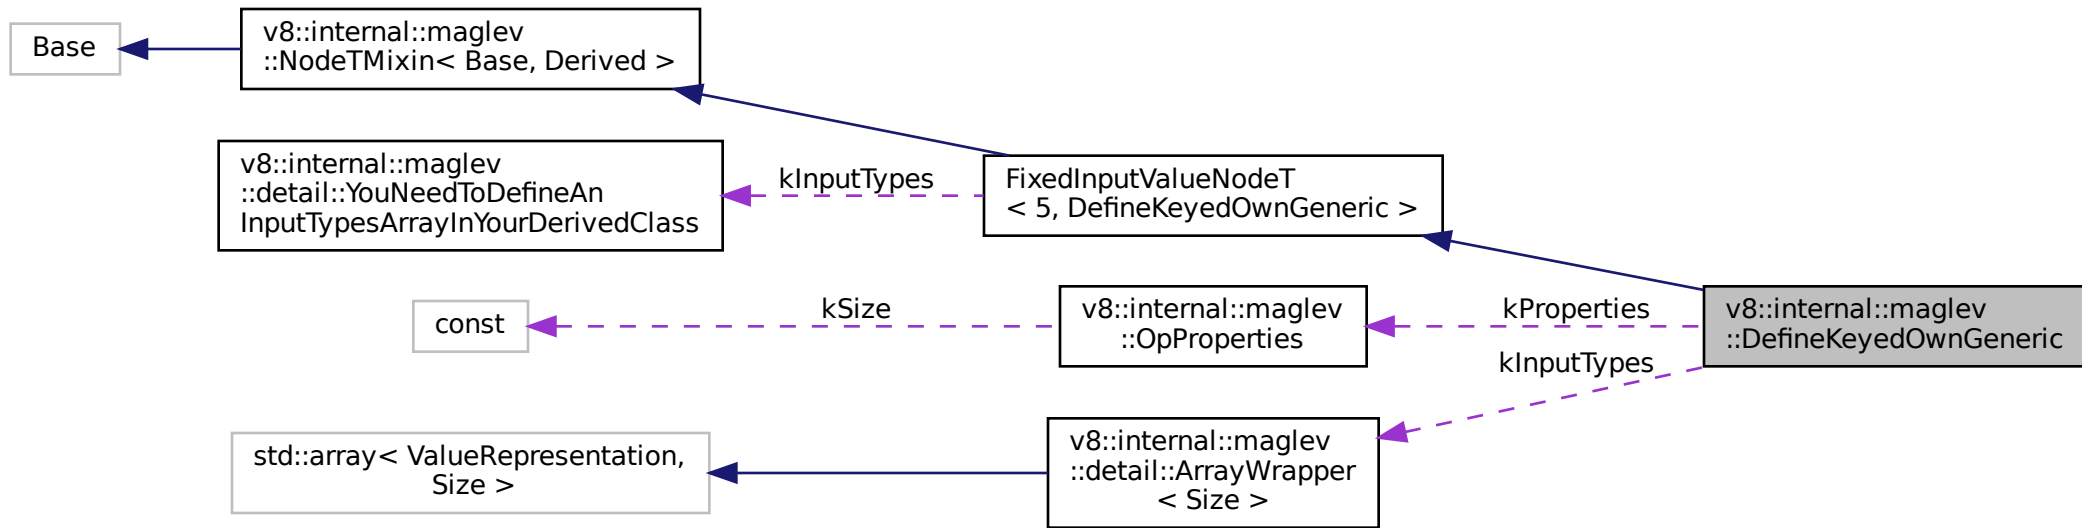 Base
v8::internal::maglev
::NodeTMixin< Base, Derived >
v8::internal::maglev
::detail::YouNeedToDefineAn
InputTypesArrayInYourDerivedClass
kInputTypes
FixedInputValueNodeT
< 5, DefineKeyedOwnGeneric >
const
kSize
v8::internal::maglev
::OpProperties
kProperties
v8::internal::maglev
::DefineKeyedOwnGeneric
kInputTypes
std::array< ValueRepresentation,
Size >
v8::internal::maglev
::detail::ArrayWrapper
< Size >